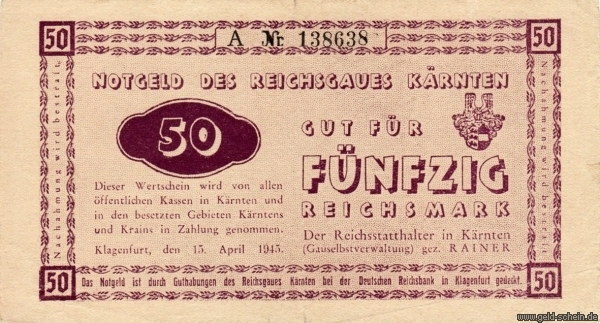 50
A Nr. 138638
50
NOTGELD DES REICHSGAUES KÄRNTEN
50
GUT FÜR
FÜNFZIG
REICHSMARK
Dieser Wertschein wird von allen
öffentlichen Kassen in Kärnten und
in den besetzten Gebieten Kärntens
und Krains in Zahlung genommen.
Klagenfurt, den 15. April 1945.
Der Reichsstatthalter in Kärnten
(Gauselbstverwaltung) gez. RAINER
Nachahmung wird bestraft.
Nachahmung wird bestraft
50
Das Notgeld ist durch Guthabungen des Reichsgaues Kärnten bei der Deutschen Reichsbank in Klagenfurt gedeckt.
50
www.geld-schein.de